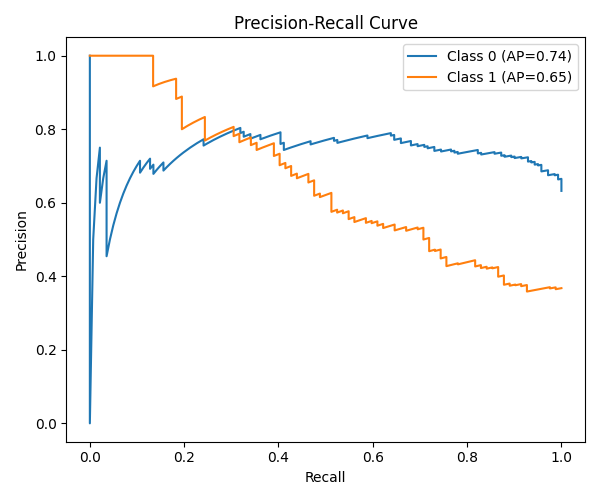 Precision-Recall Curve
Class 0 (AP=0.74)
Class 1 (AP=0.65)
Precision
1.0
0.8
0.6
0.4
0.2
0.0
0.0 0.2 0.4 0.6 0.8 1.0
Recall